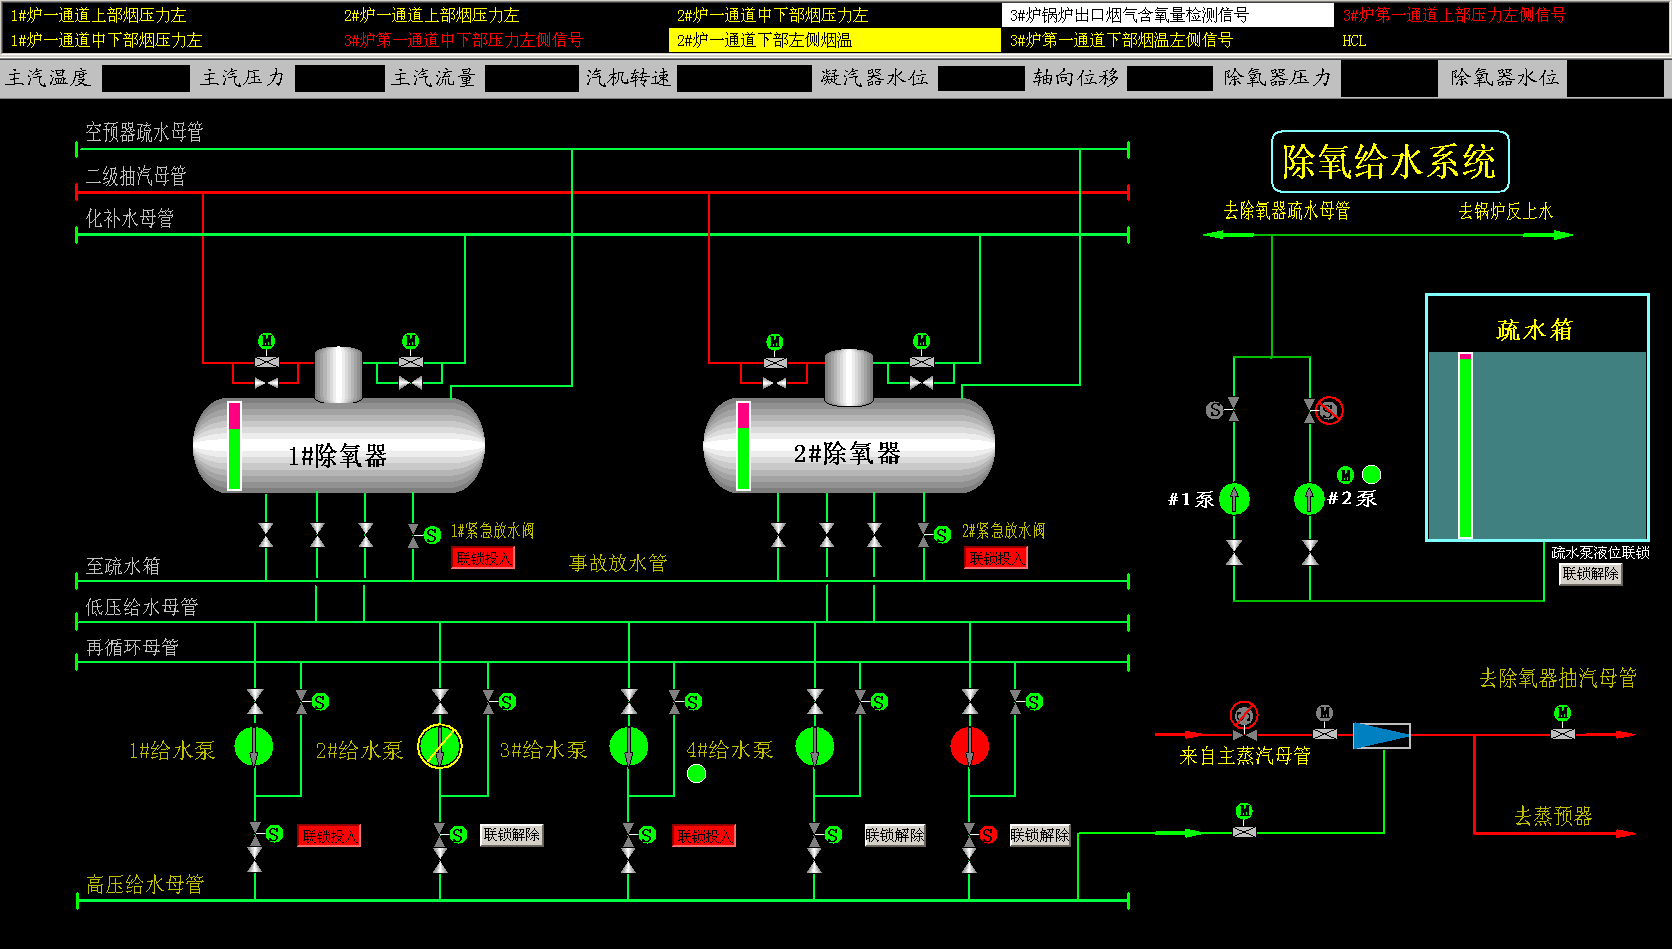 1#炉一通道上部烟压力左
2#炉一通道上部烟压力左
2#炉一通道中下部烟压力左
3#炉锅炉出口烟气含氧量检测信号
3#炉第一通道上部压力左侧信号
1#炉一通道中下部烟压力左
3#炉第一通道中下部压力左侧信号
2#炉一通道下部左侧烟温
3#炉第一通道下部烟温左侧信号
HCL
主汽温度
主汽压力
主汽流量
汽机转速
凝汽器水位
轴向位移
除氧器压力
除氧器水位
空预器疏水母管
二级抽汽母管
化补水母管
除氧给水系统
去除氧器疏水母管
去锅炉反上水
疏水箱
M
M
M
M
1#除氧器
2#除氧器
S
S
#1泵
M
#2泵
S
1#紧急放水阀
联锁投入
S
2#紧急放水阀
联锁投入
事故放水管
至疏水箱
疏水泵液位联锁
联锁解除
低压给水母管
再循环母管
S
S
S
S
S
1#给水泵
2#给水泵
3#给水泵
4#给水泵
去除氧器抽汽母管
M
M
来自主蒸汽母管
M
去蒸预器
S
联锁投入
S
联锁解除
S
联锁投入
S
联锁解除
S
联锁解除
高压给水母管